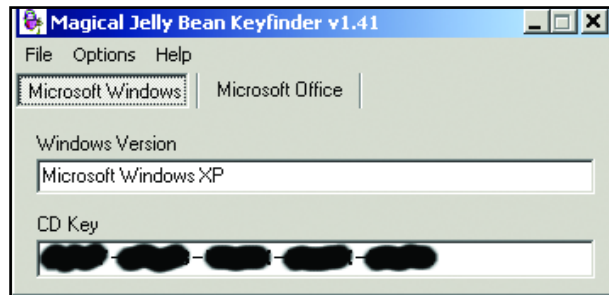 Magical Jelly Bean Keyfinder v1.41
File Options Help
Microsoft Windows Microsoft Office
Windows Version
Microsoft Windows XP
CD Key